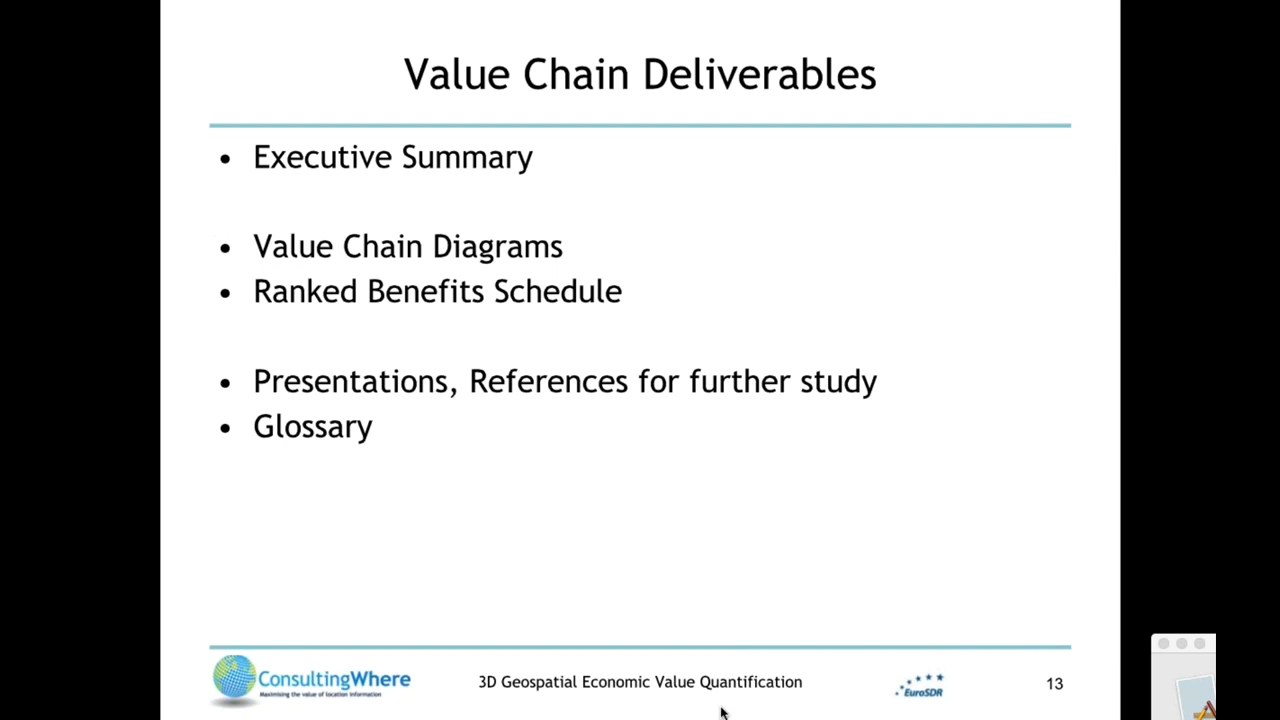 Value Chain Deliverables
• Executive Summary
• Value Chain Diagrams
• Ranked Benefits Schedule
• Presentations, References for further study
• Glossary
ConsultingWhere
Maximising the value of location information
3D Geospatial Economic Value Quantification
EuroSDR
13